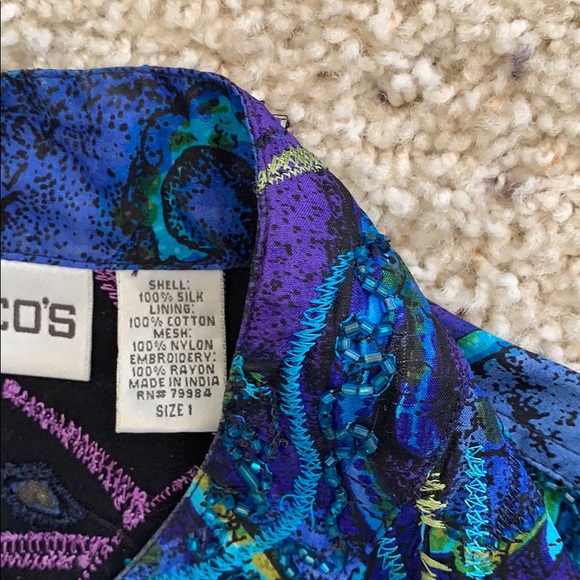 CO'S
SHELL:
100% SILK
LINING:
100% COTTON
MESH:
100% NYLON
EMBROIDERY:
100% RAYON
MADE IN INDIA
RN# 79984
SIZE 1